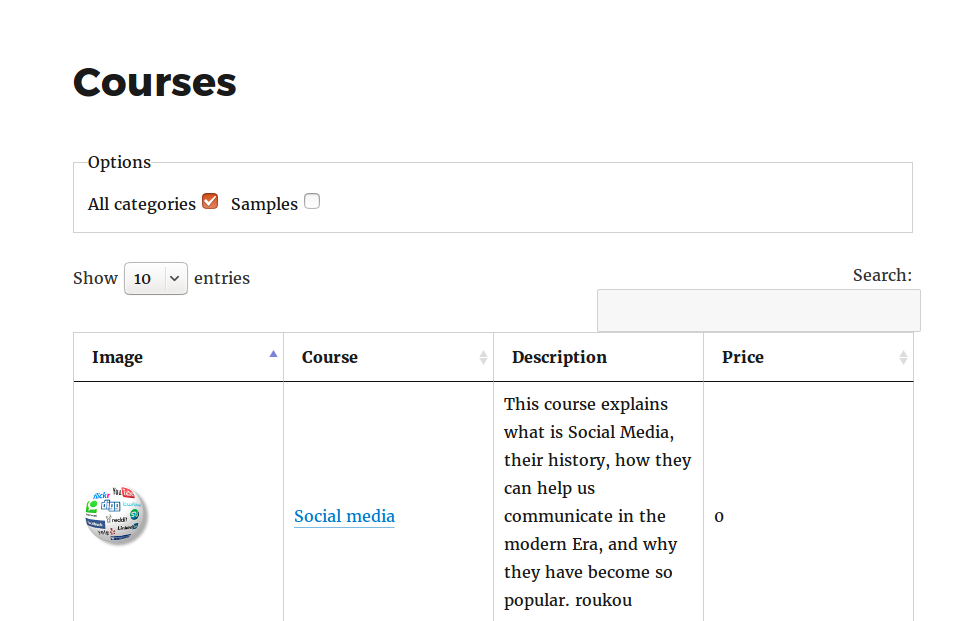 Courses
Options
All categories Samples
Show 10 entries
Search:
Image Course Description Price
This course explains
what is Social Media,
their history, how they
can help us
communicate in the
modern Era, and why
they have become so
popular. roukou
flickr YouTube
digg
reddit
LinkedIn
Social media
0